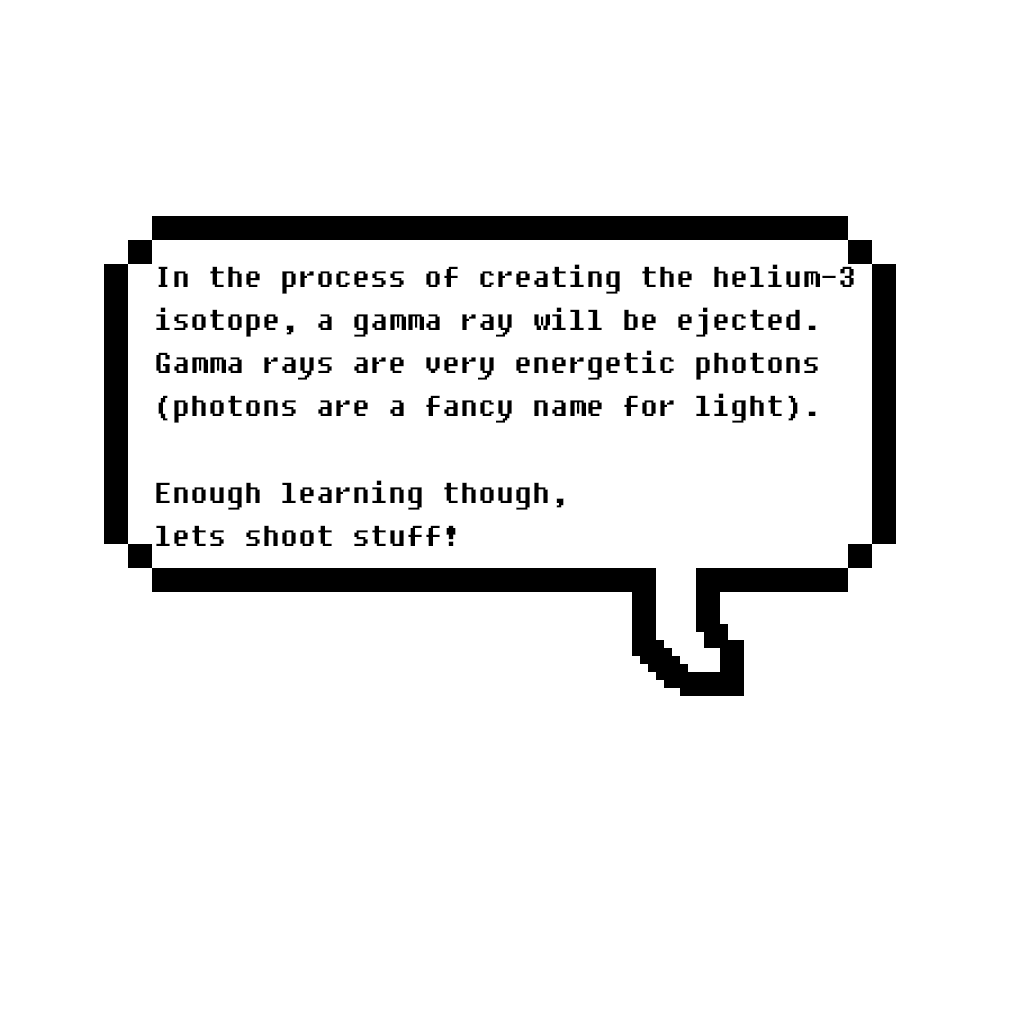 In the process of creating the helium-3
isotope, a gamma ray will be ejected.
Gamma rays are very energetic photons
(photons are a fancy name for light).
Enough learning though,
lets shoot stuff!